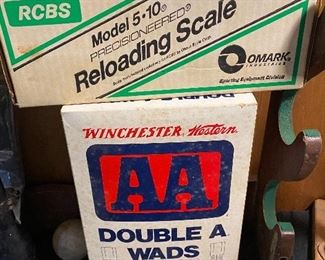 RCBS
Model 5•10®
PRECISIONEERED®
Reloading Scale
OMARK
INDUSTRIES
Sporting Equipment Division
WINCHESTER Western
AA
DOUBLE A
WADS